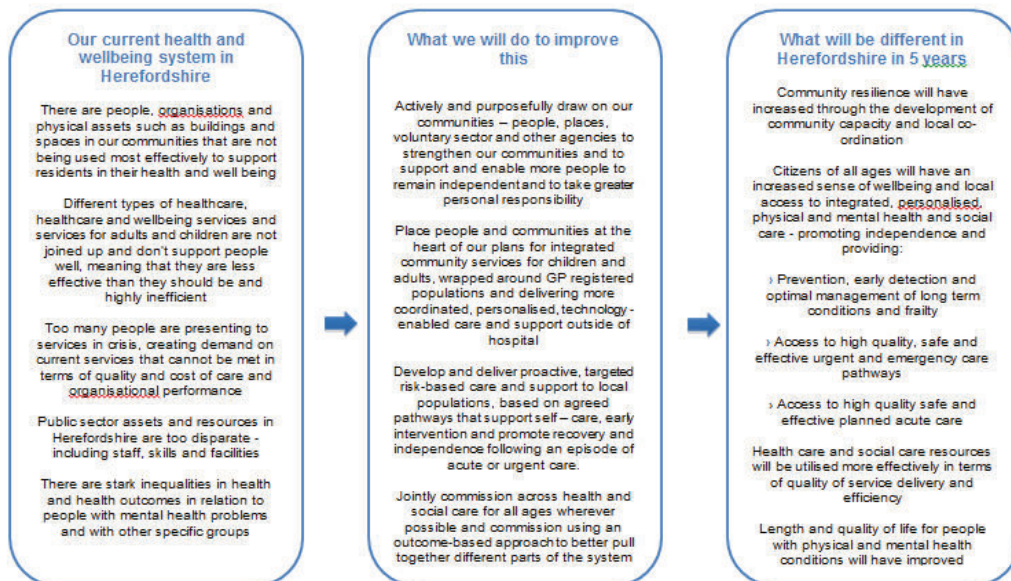 Our current health and
wellbeing system in
Herefordshire
There are people, organisations and
physical assets such as buildings and
spaces in our communities that are not
being used most effectively to support
residents in their health and well being
Different types of healthcare,
healthcare and wellbeing services and
services for adults and children are not
joined up and don't support people
well, meaning that they are less
effective than they should be and
highly inefficient
Too many people are presenting to
services in crisis, creating demand on
current services that cannot be met in
terms of quality and cost of care and
organisational performance
Public sector assets and resources in
Herefordshire are too disparate -
including staff, skills and facilities
There are stark inequalities in health
and health outcomes in relation to
people with mental health problems
and with other specific groups
What we will do to improve
this
Actively and purposefully draw on our
communities – people, places,
voluntary sector and other agencies to
strengthen our communities and to
support and enable more people to
remain independent and to take greater
personal responsibility
Place people and communities at the
heart of our plans for integrated
community services for children and
adults, wrapped around GP registered
populations and delivering more
coordinated, personalised, technology -
enabled care and support outside of
hospital
Develop and deliver proactive, targeted
risk-based care and support to local
populations, based on agreed
pathways that support self – care, early
intervention and promote recovery and
independence following an episode of
acute or urgent care.
Jointly commission across health and
social care for all ages wherever
possible and commission using an
outcome-based approach to better pull
together different parts of the system
What will be different in
Herefordshire in 5 years
Community resilience will have
increased through the development of
community capacity and local co-
ordination
Citizens of all ages will have an
increased sense of wellbeing and local
access to integrated, personalised,
physical and mental health and social
care - promoting independence and
providing:
› Prevention, early detection and
optimal management of long term
conditions and frailty
› Access to high quality, safe and
effective urgent and emergency care
pathways
› Access to high quality safe and
effective planned acute care
Health care and social care resources
will be utilised more effectively in terms
of quality of service delivery and
efficiency
Length and quality of life for people
with physical and mental health
conditions will have improved